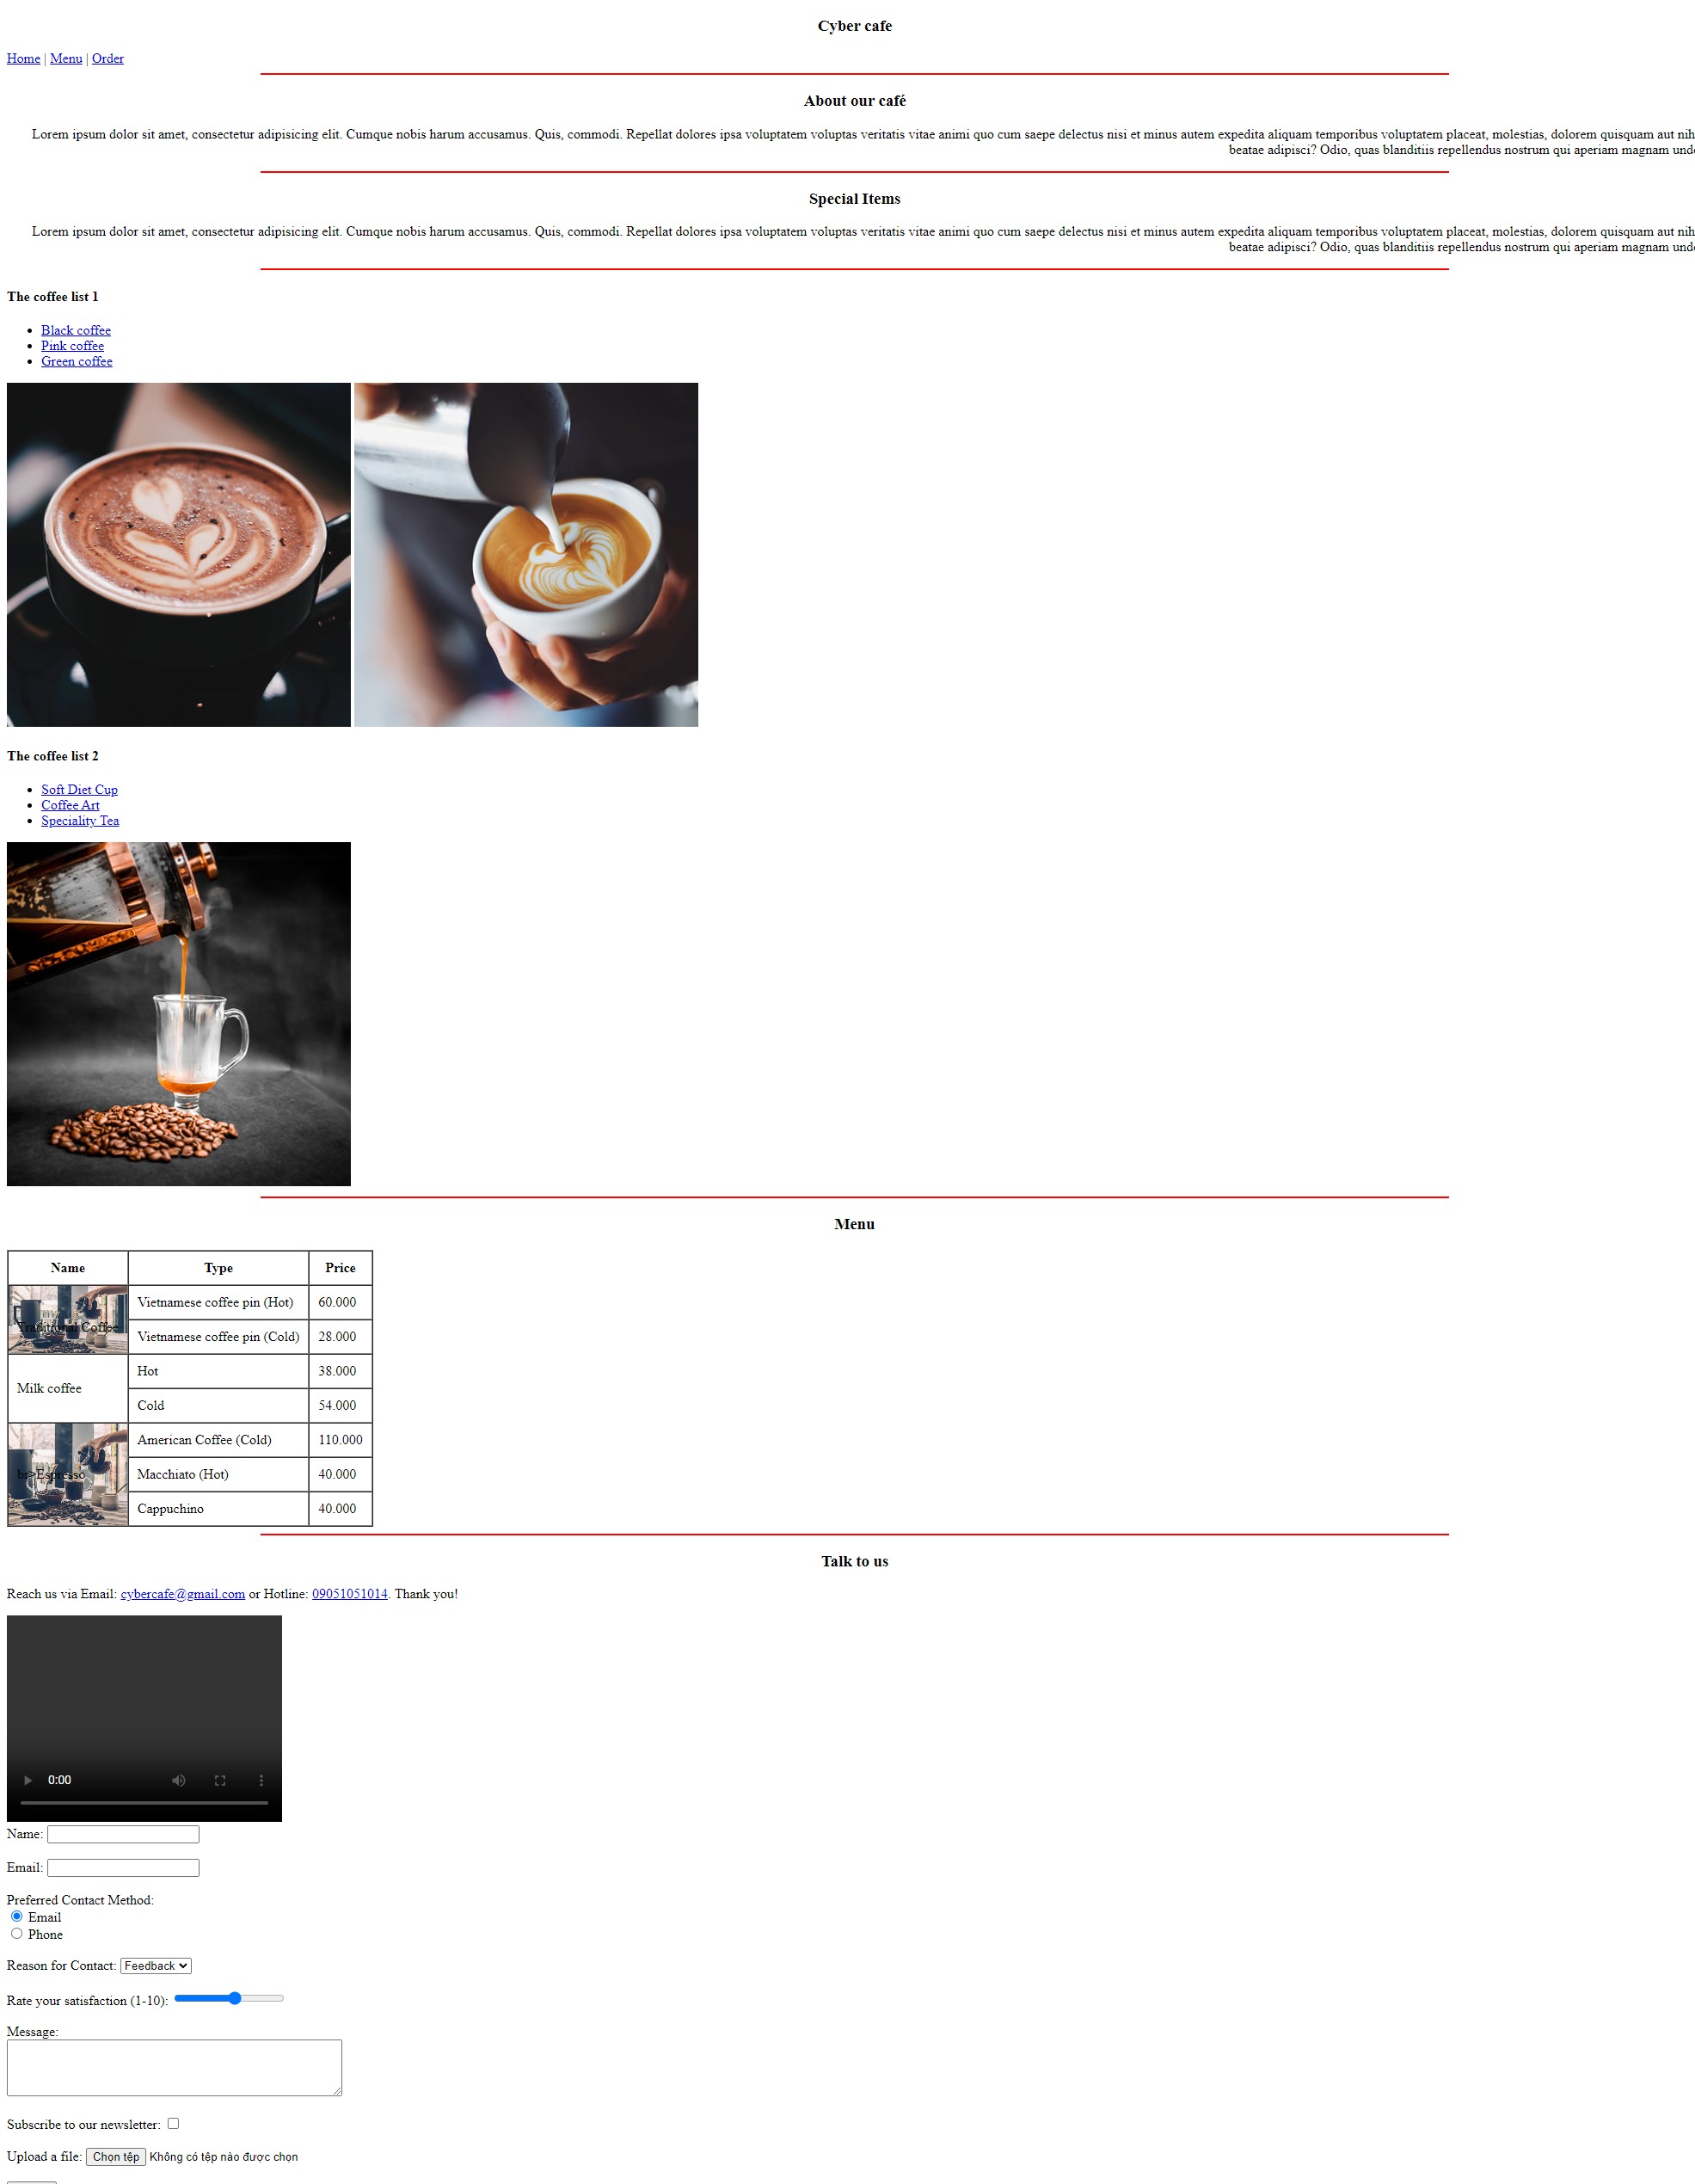 Cyber cafe
Home | Menu | Order
About our café
Lorem ipsum dolor sit amet, consectetur adipisicing elit. Cumque nobis harum accusamus. Quis, commodi. Repellat dolores ipsa voluptatem voluptas veritatis vitae animi quo cum saepe delectus nisi et minus autem expedita aliquam temporibus voluptatem placeat, molestias, dolorem quisquam aut nih
beatae adipisci? Odio, quas blanditiis repellendus nostrum qui aperiam magnam und
Special Items
Lorem ipsum dolor sit amet, consectetur adipisicing elit. Cumque nobis harum accusamus. Quis, commodi. Repellat dolores ipsa voluptatem voluptas veritatis vitae animi quo cum saepe delectus nisi et minus autem expedita aliquam temporibus voluptatem placeat, molestias, dolorem quisquam aut nih
beatae adipisci? Odio, quas blanditiis repellendus nostrum qui aperiam magnam und
The coffee list 1
Black coffee
Pink coffee
Green coffee
The coffee list 2
Soft Diet Cup
Coffee Art
Speciality Tea
Menu
Name Type Price
Traditional Coffee
Vietnamese coffee pin (Hot) 60.000
Vietnamese coffee pin (Cold) 28.000
Milk coffee
Hot 38.000
Cold 54.000
br>Espresso
American Coffee (Cold) 110.000
Macchiato (Hot) 40.000
Cappuchino 40.000
Talk to us
Reach us via Email: cybercafe@gmail.com or Hotline: 09051051014. Thank you!
0:00
Name:
Email:
Preferred Contact Method:
Email
Phone
Reason for Contact: Feedback
Rate your satisfaction (1-10):
Message:
Subscribe to our newsletter:
Upload a file: Chọn tệp Không có tệp nào được chọn